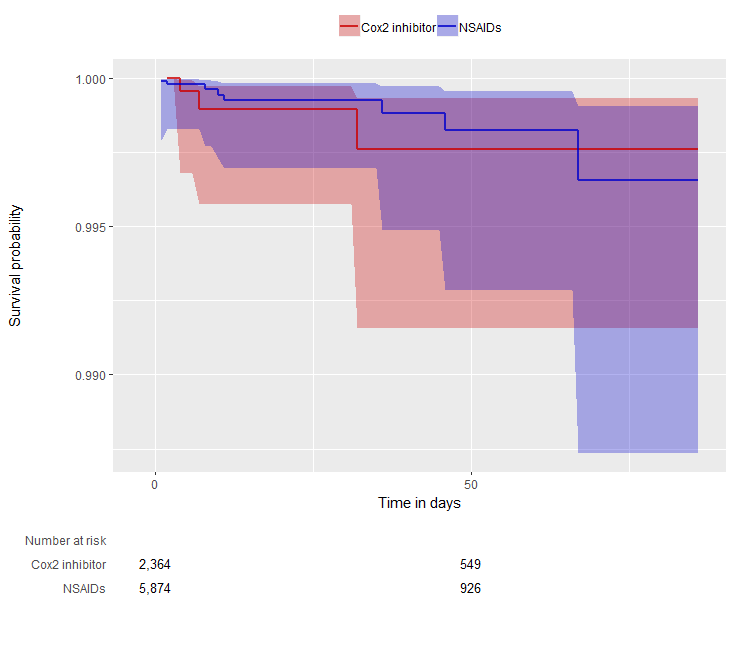 Cox2 inhibitor NSAIDs
1.000
0.995
0.990
Survival probability
0 50
Time in days
Number at risk
Cox2 inhibitor 2,364 549
NSAIDs 5,874 926